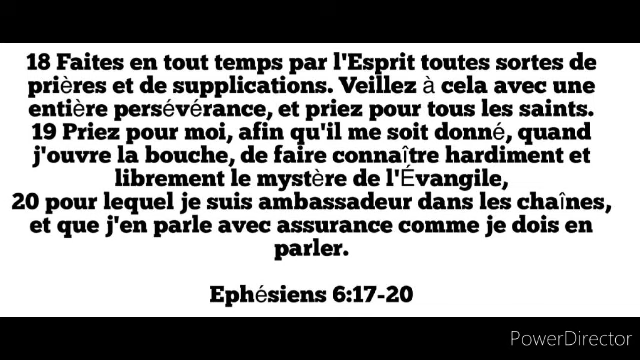 18 Faites en tout temps par l'Esprit toutes sortes de
prières et de supplications. Veillez à cela avec une
entière persévérance, et priez pour tous les saints.
19 Priez pour moi, afin qu'il me soit donné, quand
j'ouvre la bouche, de faire connaître hardiment et
librement le mystère de l'Évangile,
20 pour lequel je suis ambassadeur dans les chaînes,
et que j'en parle avec assurance comme je dois en
parler.
Ephésiens 6:17-20
PowerDirector